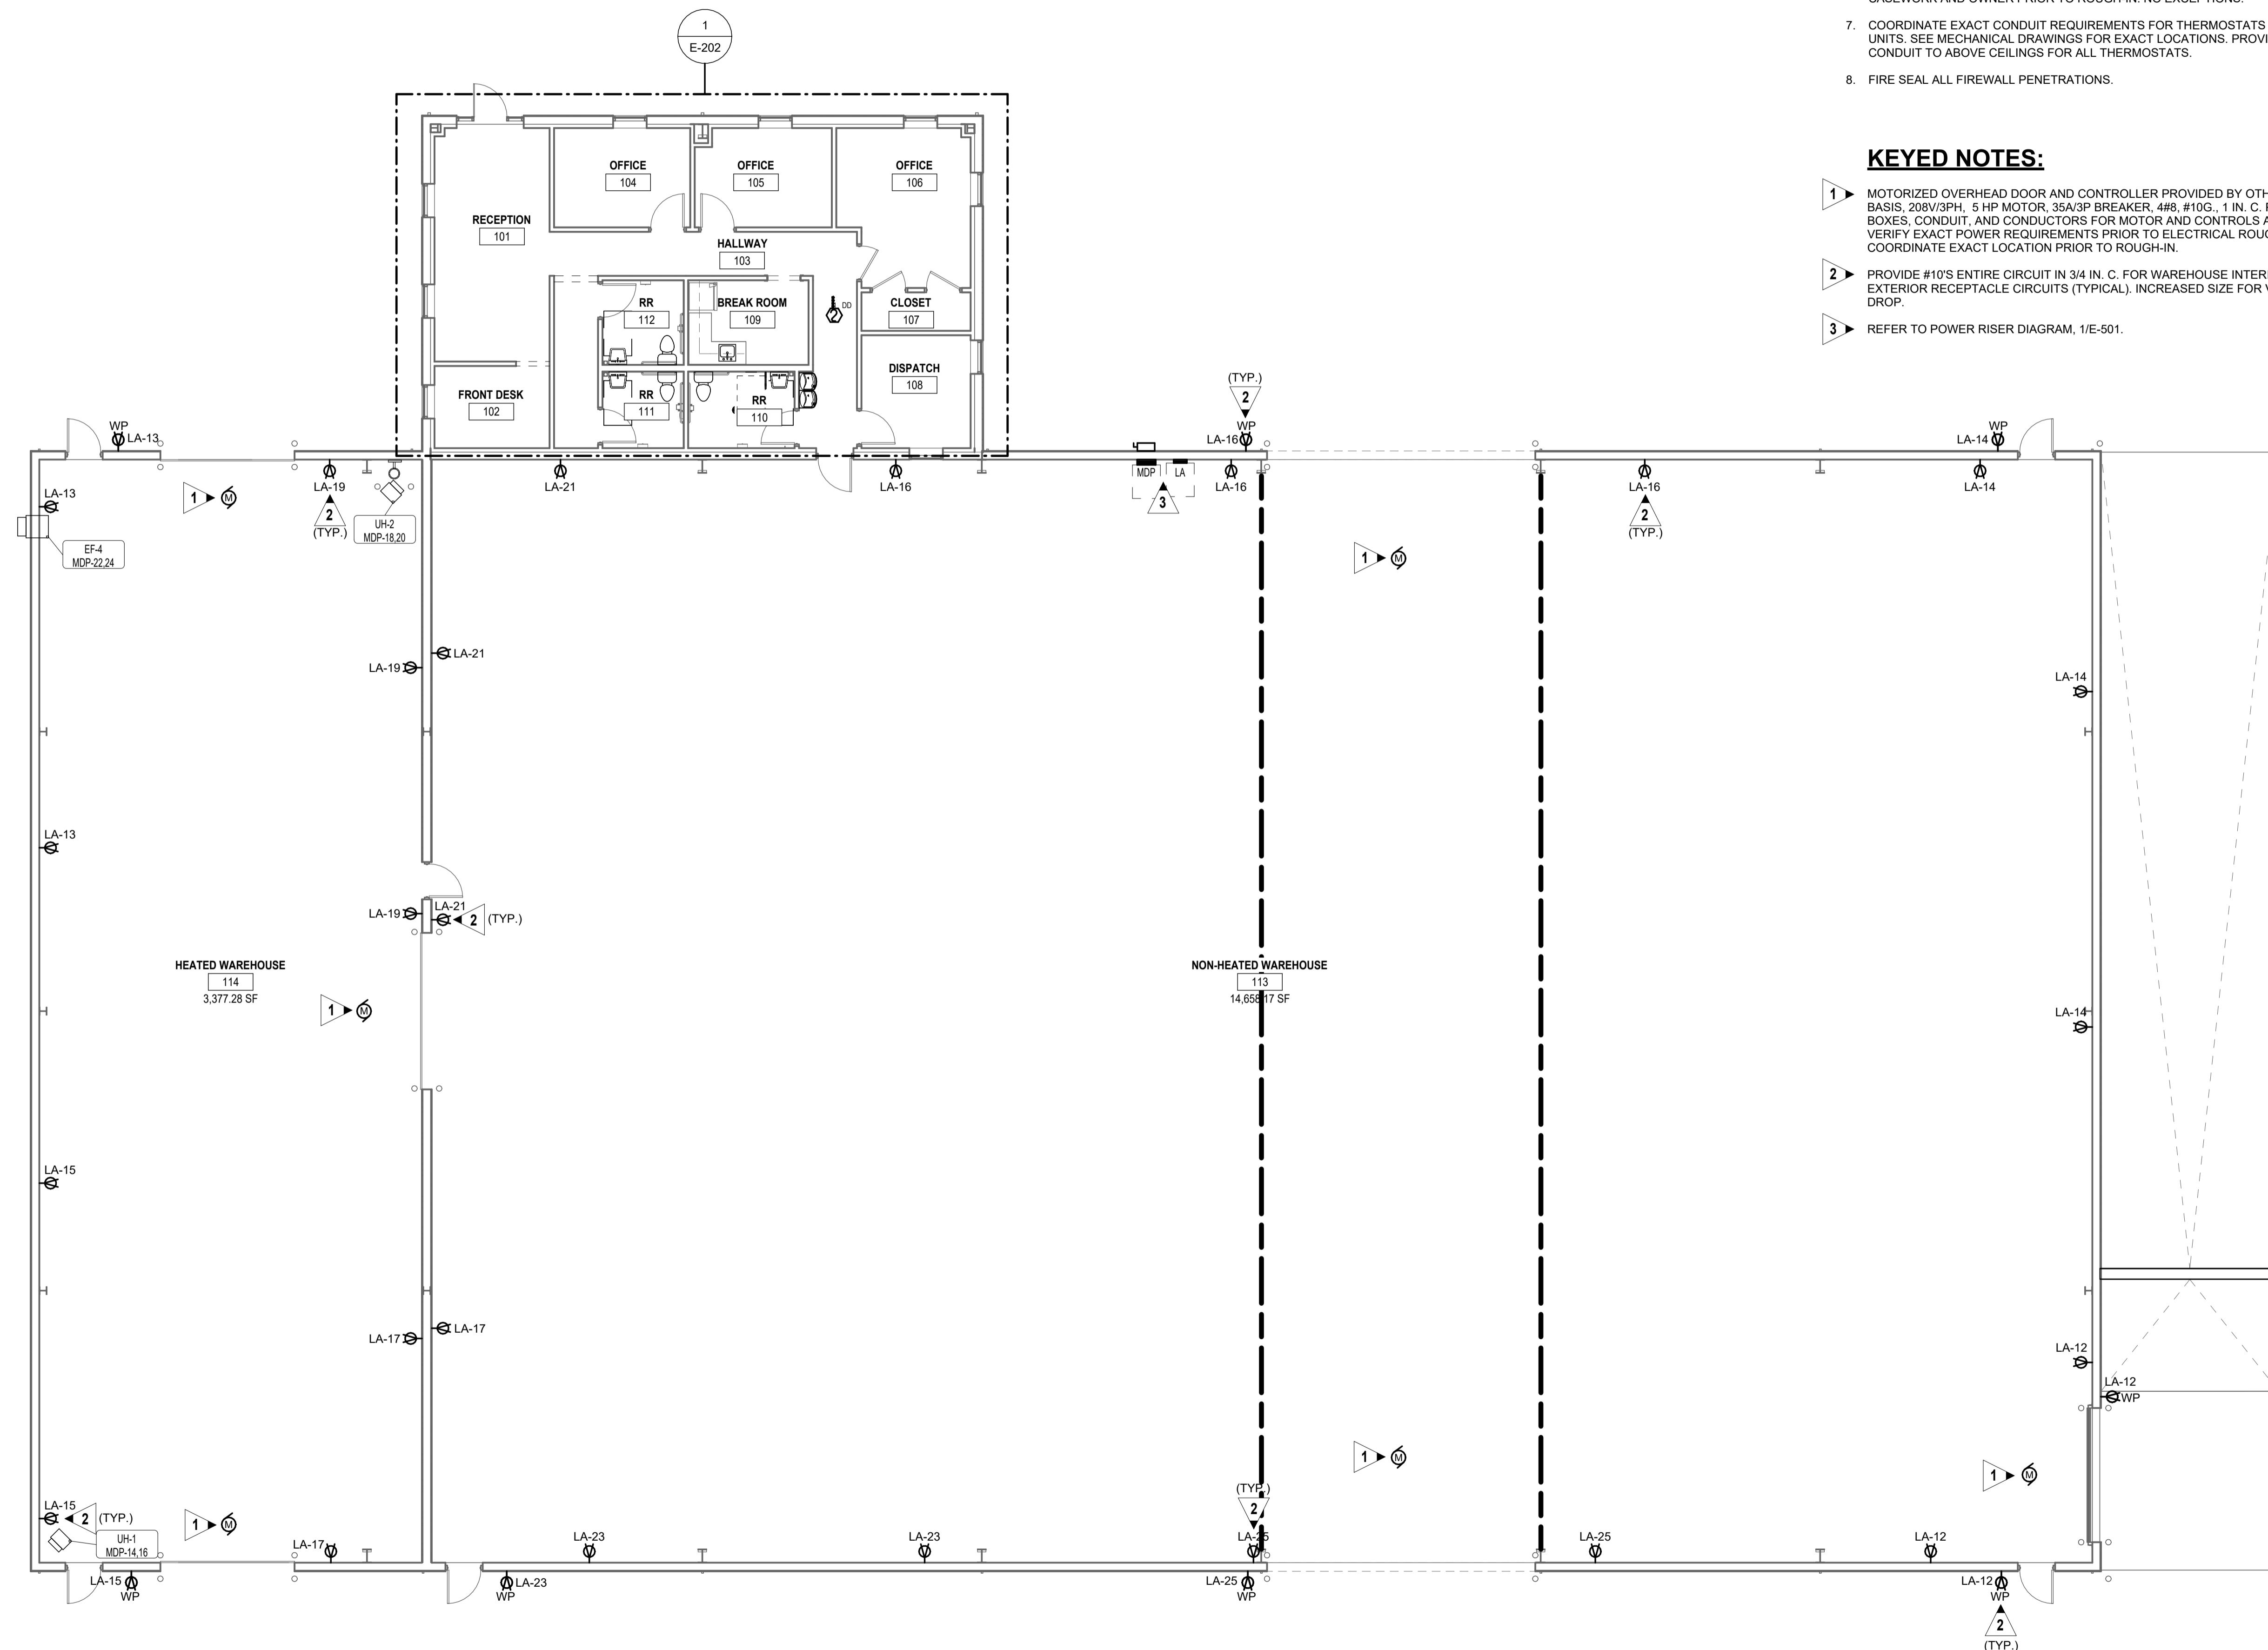 CASEWORK AND OWNER PRIOR TO ROUGH-IN. NO EXCEPTIONS.
7. COORDINATE EXACT CONDUIT REQUIREMENTS FOR THERMOSTATS
UNITS. SEE MECHANICAL DRAWINGS FOR EXACT LOCATIONS. PROVI
CONDUIT TO ABOVE CEILINGS FOR ALL THERMOSTATS.
8. FIRE SEAL ALL FIREWALL PENETRATIONS.
KEYED NOTES:
1 MOTORIZED OVERHEAD DOOR AND CONTROLLER PROVIDED BY OTH
BASIS, 208V/3PH, 5 HP MOTOR, 35A/3P BREAKER, 4#8, #10G., 1 IN. C.
BOXES, CONDUIT, AND CONDUCTORS FOR MOTOR AND CONTROLS
VERIFY EXACT POWER REQUIREMENTS PRIOR TO ELECTRICAL ROUG
COORDINATE EXACT LOCATION PRIOR TO ROUGH-IN.
2 PROVIDE #10'S ENTIRE CIRCUIT IN 3/4 IN. C. FOR WAREHOUSE INTER
EXTERIOR RECEPTACLE CIRCUITS (TYPICAL). INCREASED SIZE FOR
DROP.
3 REFER TO POWER RISER DIAGRAM, 1/E-501.
1
E-202
OFFICE
104
OFFICE
105
OFFICE
106
RECEPTION
101
HALLWAY
103
RR
112
BREAK ROOM
109
2 DD
CLOSET
107
FRONT DESK
102
RR
111
RR
110
DISPATCH
108
WP
LA-13
(TYP.)
2
WP
LA-16
WP
LA-14
LA-13
1 M
LA-19
2
(TYP.)
UH-2
MDP-18,20
EF-4
MDP-22,24
LA-21
LA-16
MDP LA
3
LA-16
LA-16
2
(TYP.)
LA-14
1 M
LA-19
LA-21
LA-14
LA-13
LA-19
LA-21
2 (TYP.)
HEATED WAREHOUSE
114
3,377.28 SF
NON-HEATED WAREHOUSE
113
14,658.17 SF
1 M
LA-14
LA-15
LA-17
LA-17
LA-12
LA-12
WP
1 M
1 M
LA-15
2 (TYP.)
UH-1
MDP-14,16
1 M
LA-17
LA-23
LA-23
(TYP.)
2
LA-25
LA-25
LA-12
LA-15
WP
LA-23
WP
LA-25
WP
LA-12
WP
2
(TYP.)